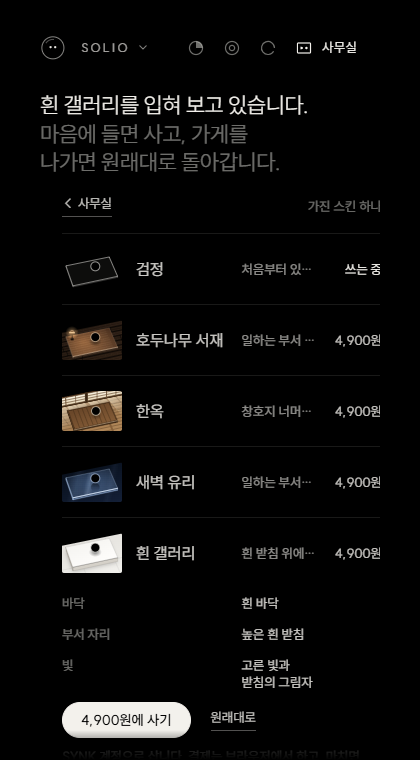 SOLIO
사무실
흰 갤러리를 입혀 보고 있습니다.
마음에 들면 사고, 가게를
나가면 원래대로 돌아갑니다.
사무실
가진 스킨 하나
검정 처음부터 있… 쓰는 중
호두나무 서재 일하는 부서 … 4,900원
한옥 창호지 너머… 4,900원
새벽 유리 일하는 부서… 4,900원
흰 갤러리 흰 받침 위에… 4,900원
바닥 흰 바닥
부서 자리 높은 흰 받침
빛 고른 빛과
받침의 그림자
4,900원에 사기 원래대로